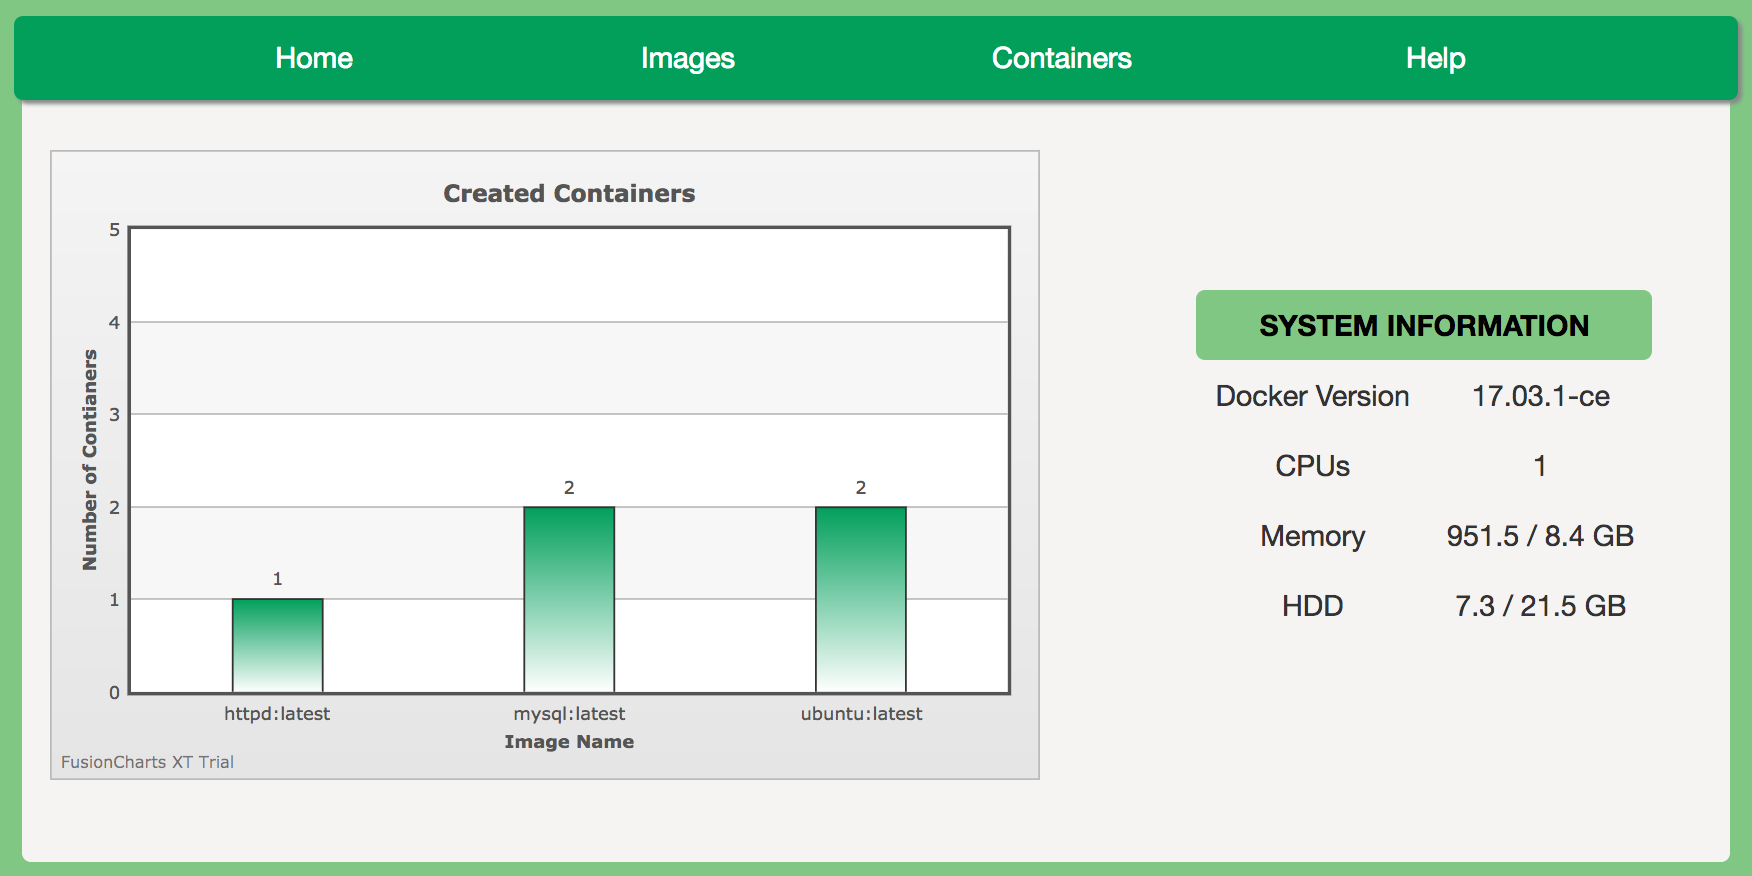 Home Images Containers Help
Created Containers
5
4
3
2
1
0
Number of Contianers
1
2
2
httpd:latest mysql:latest ubuntu:latest
Image Name
FusionCharts XT Trial
SYSTEM INFORMATION
Docker Version 17.03.1-ce
CPUs 1
Memory 951.5 / 8.4 GB
HDD 7.3 / 21.5 GB